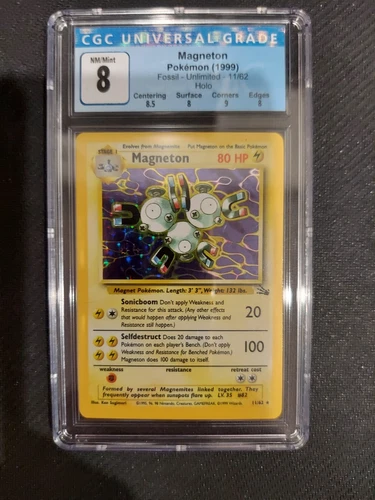 CGC UNIVERSAL GRADE
NM/Mint
8
Magneton
Pokémon (1999)
Fossil - Unlimited - 11/62
Holo
Centering Surface Corners Edges
8.5 8 9 8
STAGE 1
Evolves from Magnemite Put Magneton on the Basic Pokémon
Magneton 80 HP
Magnet Pokémon. Length: 3' 3", Weight: 132 lbs.
Sonicboom Don't apply Weakness and
Resistance for this attack. (Any other effects
that would happen after applying Weakness and
Resistance still happen.)
20
Selfdestruct Does 20 damage to each
Pokémon on each player's Bench. (Don't apply
Weakness and Resistance for Benched Pokémon.)
Magneton does 100 damage to itself.
100
weakness resistance retreat cost
Formed by several Magnemites linked together. They
frequently appear when sunspots flare up. LV. 35 #82
Illus. Ken Sugimori
11/62